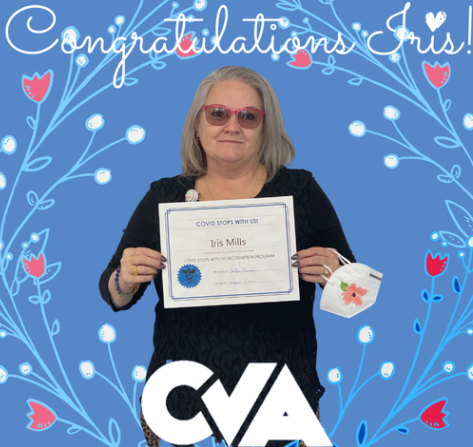 Congratulations Iris!
COVID STOPS WITH US!
Iris Mills
COVID STOPS WITH US RECOGNITION PROGRAM
CVA